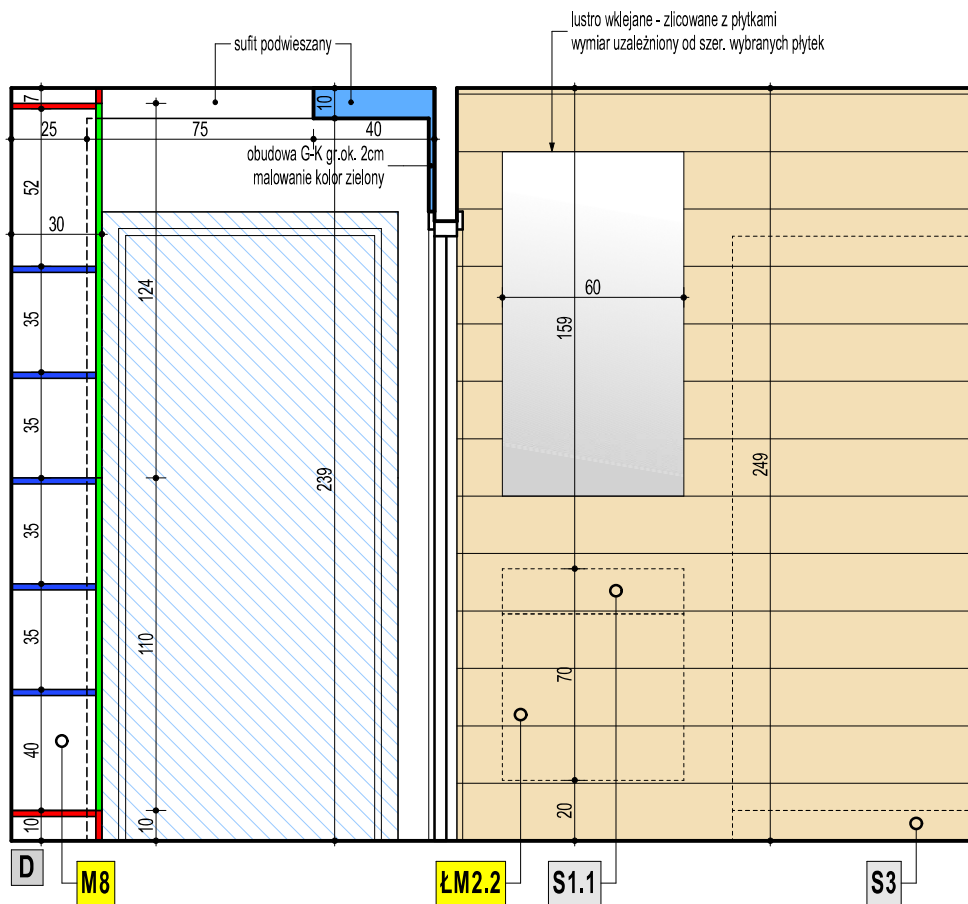 lustro wklejane - zlicowane z płytkami
wymiar uzależniony od szer. wybranych płytek
sufit podwieszany
7
10
25
75
40
obudowa G-K gr.ok. 2cm
malowanie kolor zielony
52
30
124
60
159
35
35
239
249
35
35
110
70
40
10
10
20
D
M8
ŁM2.2
S1.1
S3